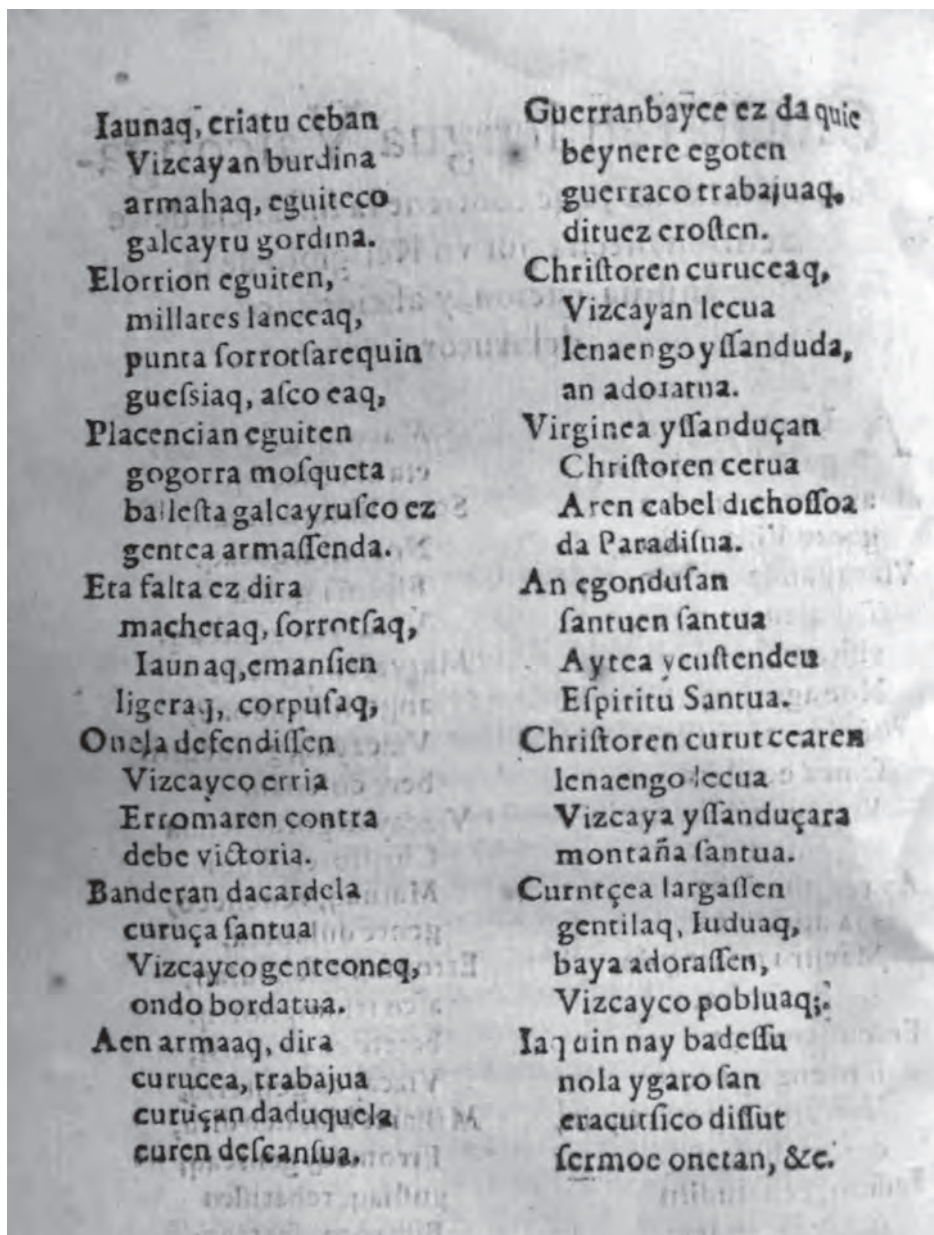 Iaunaq, criatu ceban
Vizcayan burdina
armahaq, eguiteco
galcayru gordina.
Elorrion eguiten,
millares lanceaq,
punta ſorrotſarequin
gueſsiaq, aſco eaq,
Placencian eguiten
gogorra moſqueta
balleſta galcayruſco ez
gentea armaſſenda.
Eta falta ez dira
machetaq, ſorrotſaq,
Iaunaq, emanſien
ligeraq, corpuſaq,
Onela defendiſſen
Vizcayco erria
Erromaren contra
debe victoria.
Banderan dacardela
curuça ſantua
Vizcayco genteoneq,
ondo bordatua.
Aen armaaq, dira
curucea, trabajua
curuçan daduquela
euren deſcanſua.
Guerranbayce ez da quie
beynere egoten
guerraco trabajuaq,
dituez eroſten.
Chriſtoren curuceaq,
Vizcayan lecua
lenaengo yſſanduda,
an adoratua.
Virginea yſſanduçan
Chriſtoren cerua
Aren ſabel dichoſſoa
da Paradiſua.
An egonduſan
ſantuen ſantua
Aytea ycuſtendeu
Eſpiritu Santua.
Chriſtoren curutcearen
lenaengo lecua
Vizcaya yſſanduçara
montaña ſantua.
Curntçea largaſſen
gentilaq, Iuduaq,
baya adoraſſen,
Vizcayco pobluaq;.
Iaq uin nay badeſſu
nola ygaro ſan
eracutſico diſſut
ſermoe onetan, &c.